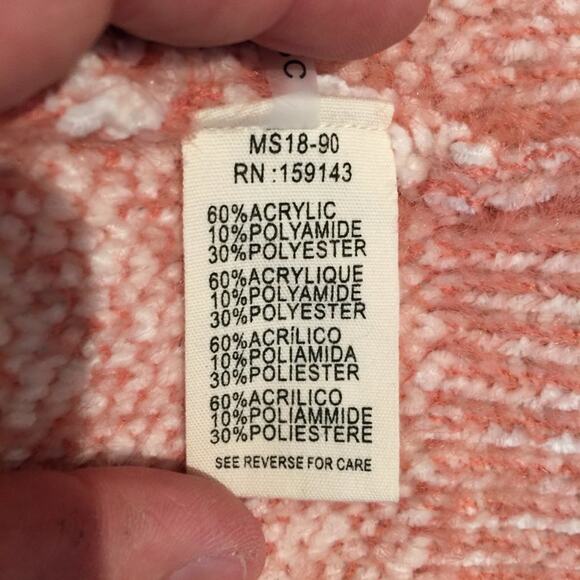 MS18-90
RN :159143
60%ACRYLIC
10%POLYAMIDE
30%POLYESTER
60%ACRYLIQUE
10%POLYAMIDE
30%POLYESTER
60%ACRÍLICO
10%POLIAMIDA
30%POLIESTER
60%ACRILICO
10%POLIAMMIDE
30%POLIESTERE
SEE REVERSE FOR CARE